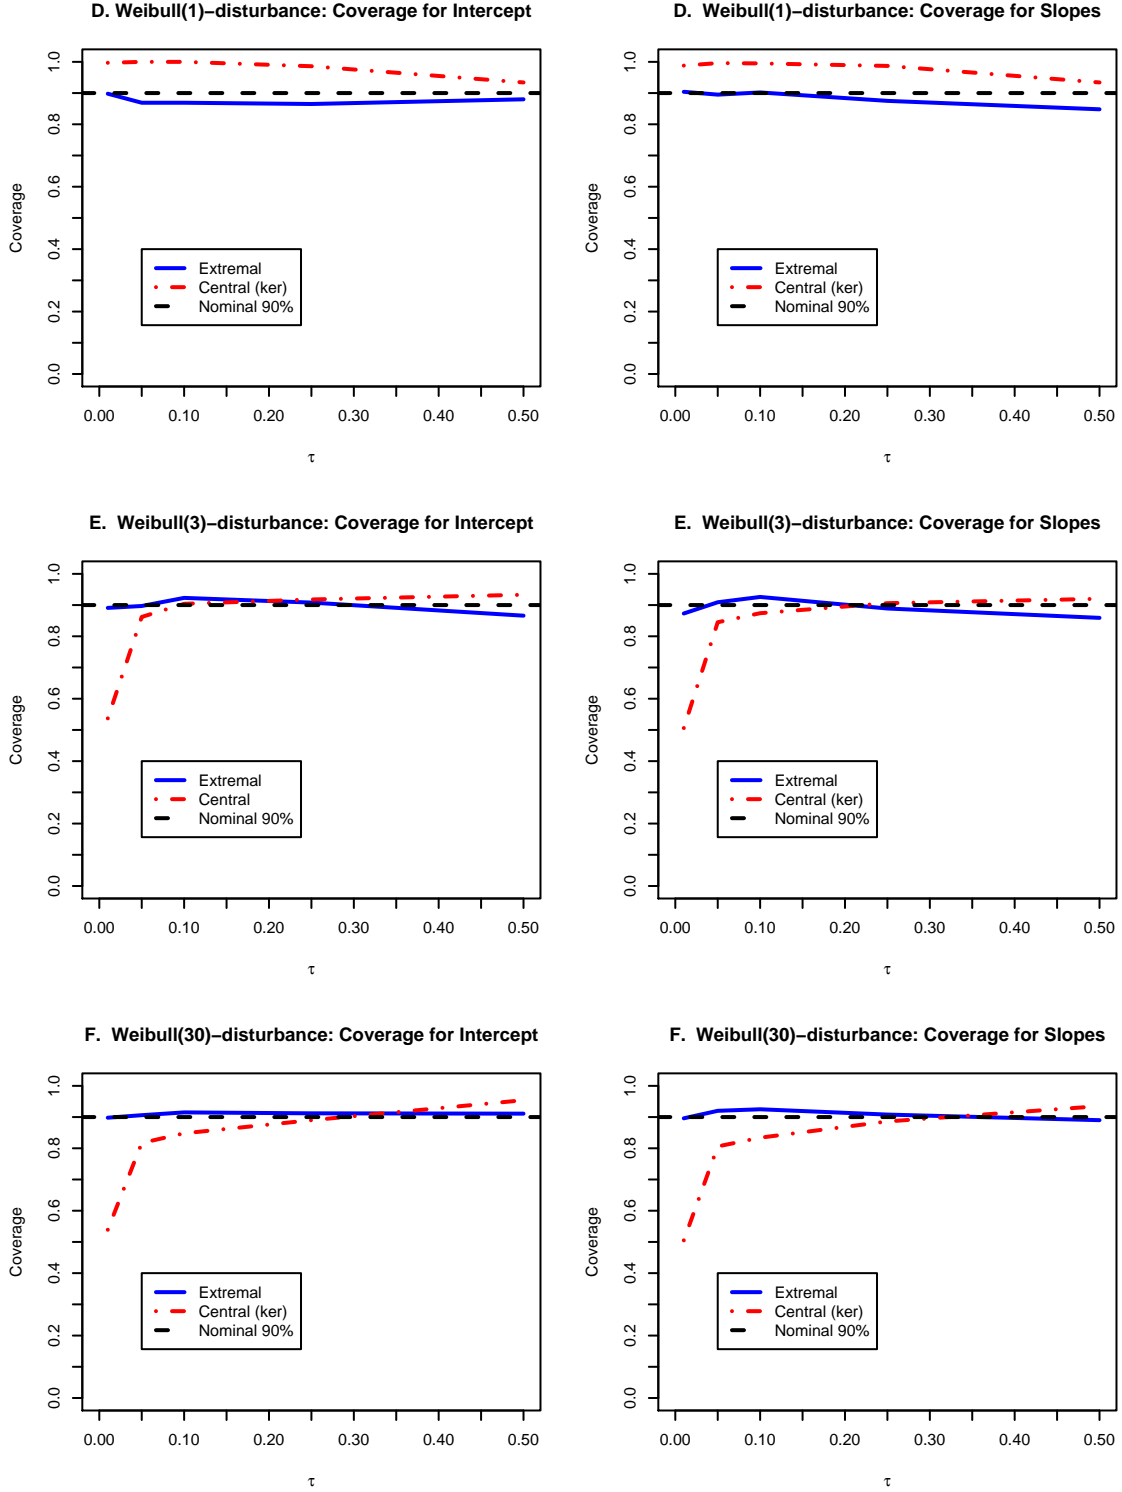 D. Weibull(1)−disturbance: Coverage for Intercept
Coverage
1.0
0.8
0.6
0.4
0.2
0.0
Extremal
Central (ker)
Nominal 90%
0.00 0.10 0.20 0.30 0.40 0.50
τ
D. Weibull(1)−disturbance: Coverage for Slopes
Coverage
1.0
0.8
0.6
0.4
0.2
0.0
Extremal
Central (ker)
Nominal 90%
0.00 0.10 0.20 0.30 0.40 0.50
τ
E. Weibull(3)−disturbance: Coverage for Intercept
Coverage
1.0
0.8
0.6
0.4
0.2
0.0
Extremal
Central
Nominal 90%
0.00 0.10 0.20 0.30 0.40 0.50
τ
E. Weibull(3)−disturbance: Coverage for Slopes
Coverage
1.0
0.8
0.6
0.4
0.2
0.0
Extremal
Central (ker)
Nominal 90%
0.00 0.10 0.20 0.30 0.40 0.50
τ
F. Weibull(30)−disturbance: Coverage for Intercept
Coverage
1.0
0.8
0.6
0.4
0.2
0.0
Extremal
Central (ker)
Nominal 90%
0.00 0.10 0.20 0.30 0.40 0.50
τ
F. Weibull(30)−disturbance: Coverage for Slopes
Coverage
1.0
0.8
0.6
0.4
0.2
0.0
Extremal
Central (ker)
Nominal 90%
0.00 0.10 0.20 0.30 0.40 0.50
τ